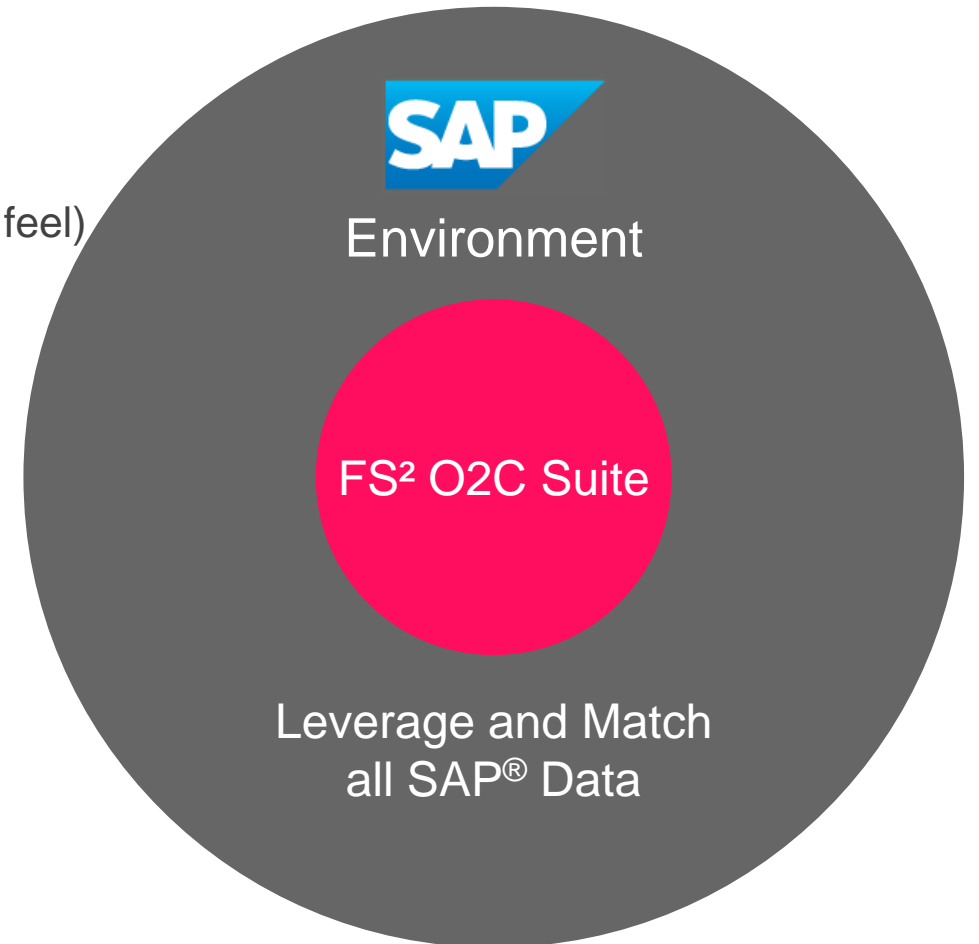 SAP
feel)
Environment
FS² O2C Suite
Leverage and Match
all SAP® Data